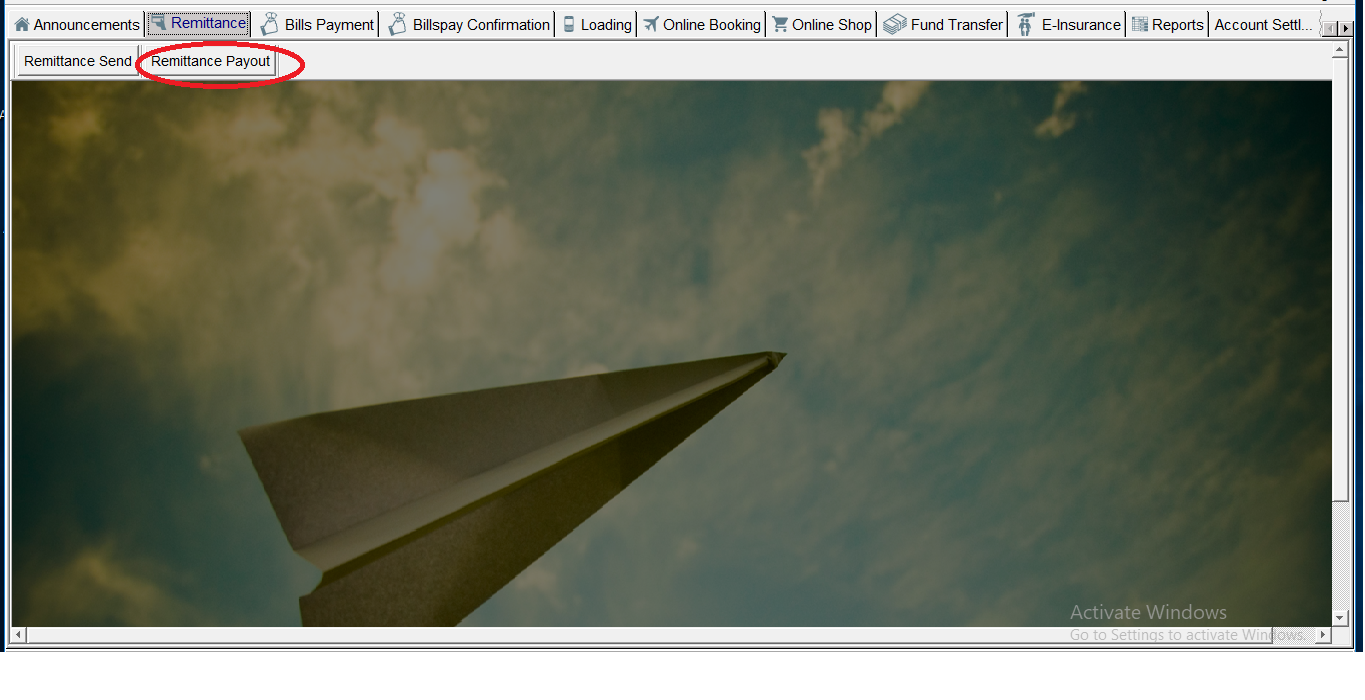 Announcements Remittance Bills Payment Billspay Confirmation Loading Online Booking Online Shop Fund Transfer E-Insurance Reports Account Settl...
Remittance Send Remittance Payout
Activate Windows
Go to Settings to activate Windows.